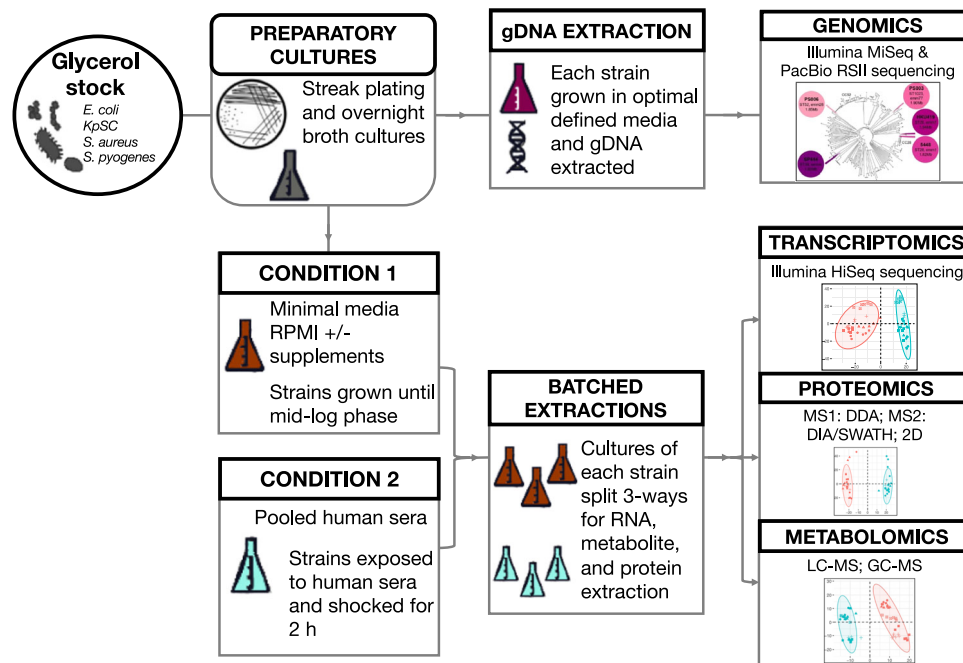 Glycerol
stock
E. coli
KpSC
S. aureus
S. pyogenes
PREPARATORY
CULTURES
Streak plating
and overnight
broth cultures
gDNA EXTRACTION
Each strain
grown in optimal
defined media
and gDNA
extracted
GENOMICS
Illumina MiSeq &
PacBio RSII sequencing
CONDITION 1
Minimal media
RPMI +/-
supplements
Strains grown until
mid-log phase
CONDITION 2
Pooled human sera
Strains exposed
to human sera
and shocked for
2 h
BATCHED
EXTRACTIONS
Cultures of
each strain
split 3-ways
for RNA,
metabolite,
and protein
extraction
TRANSCRIPTOMICS
Illumina HiSeq sequencing
PROTEOMICS
MS1: DDA; MS2:
DIA/SWATH; 2D
METABOLOMICS
LC-MS; GC-MS